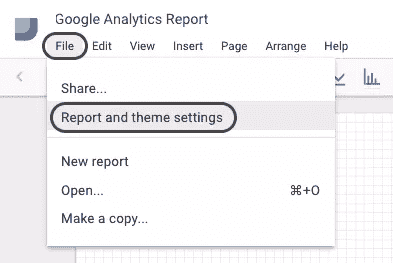 Google Analytics Report
File Edit View Insert Page Arrange Help
Share...
Report and theme settings
New report
Open... ⌘+O
Make a copy...